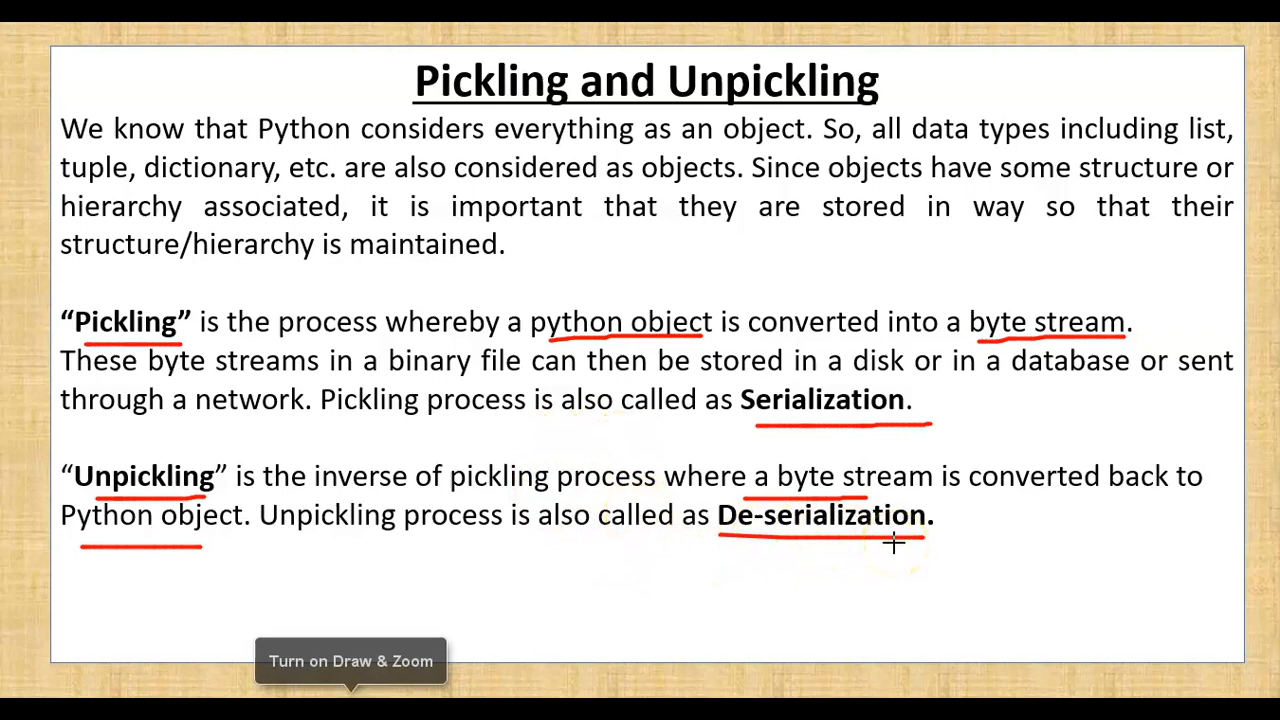 Pickling and Unpickling
We know that Python considers everything as an object. So, all data types including list,
tuple, dictionary, etc. are also considered as objects. Since objects have some structure or
hierarchy associated, it is important that they are stored in way so that their
structure/hierarchy is maintained.
“Pickling” is the process whereby a python object is converted into a byte stream.
These byte streams in a binary file can then be stored in a disk or in a database or sent
through a network. Pickling process is also called as Serialization.
“Unpickling” is the inverse of pickling process where a byte stream is converted back to
Python object. Unpickling process is also called as De-serialization.
Turn on Draw & Zoom